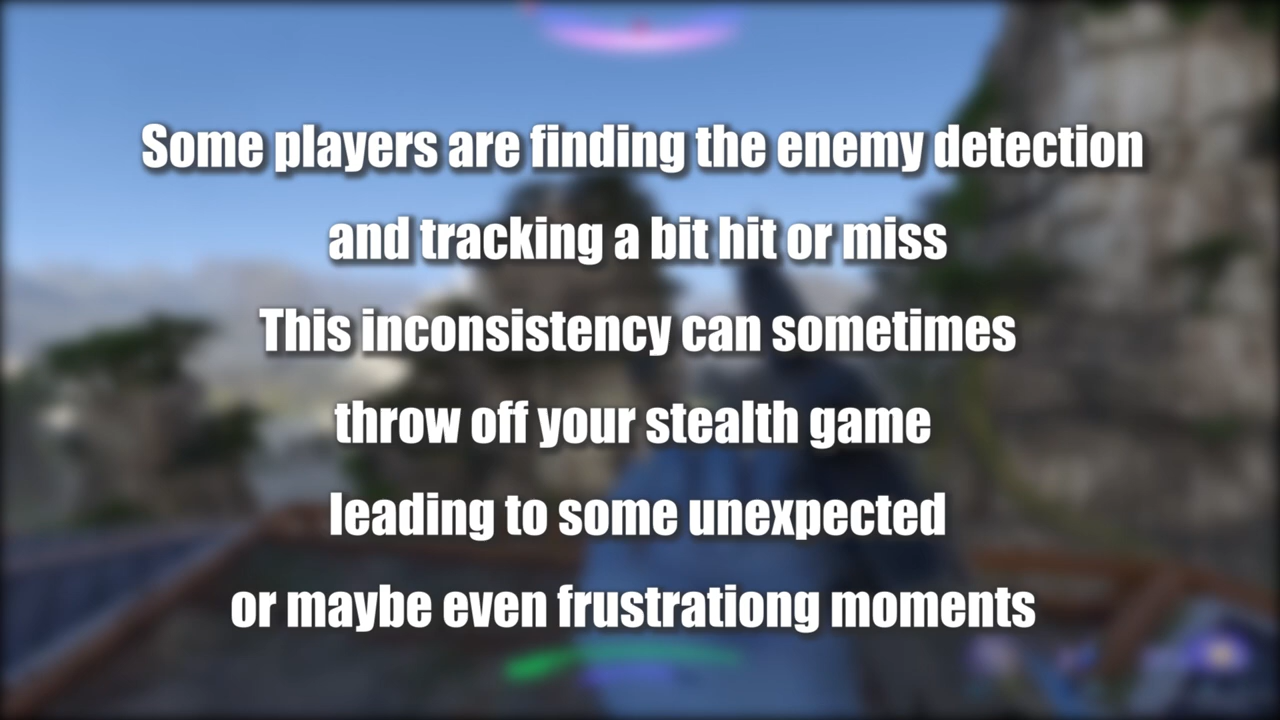 Some players are finding the enemy detection
and tracking a bit hit or miss
This inconsistency can sometimes
throw off your stealth game
leading to some unexpected
or maybe even frustrationg moments